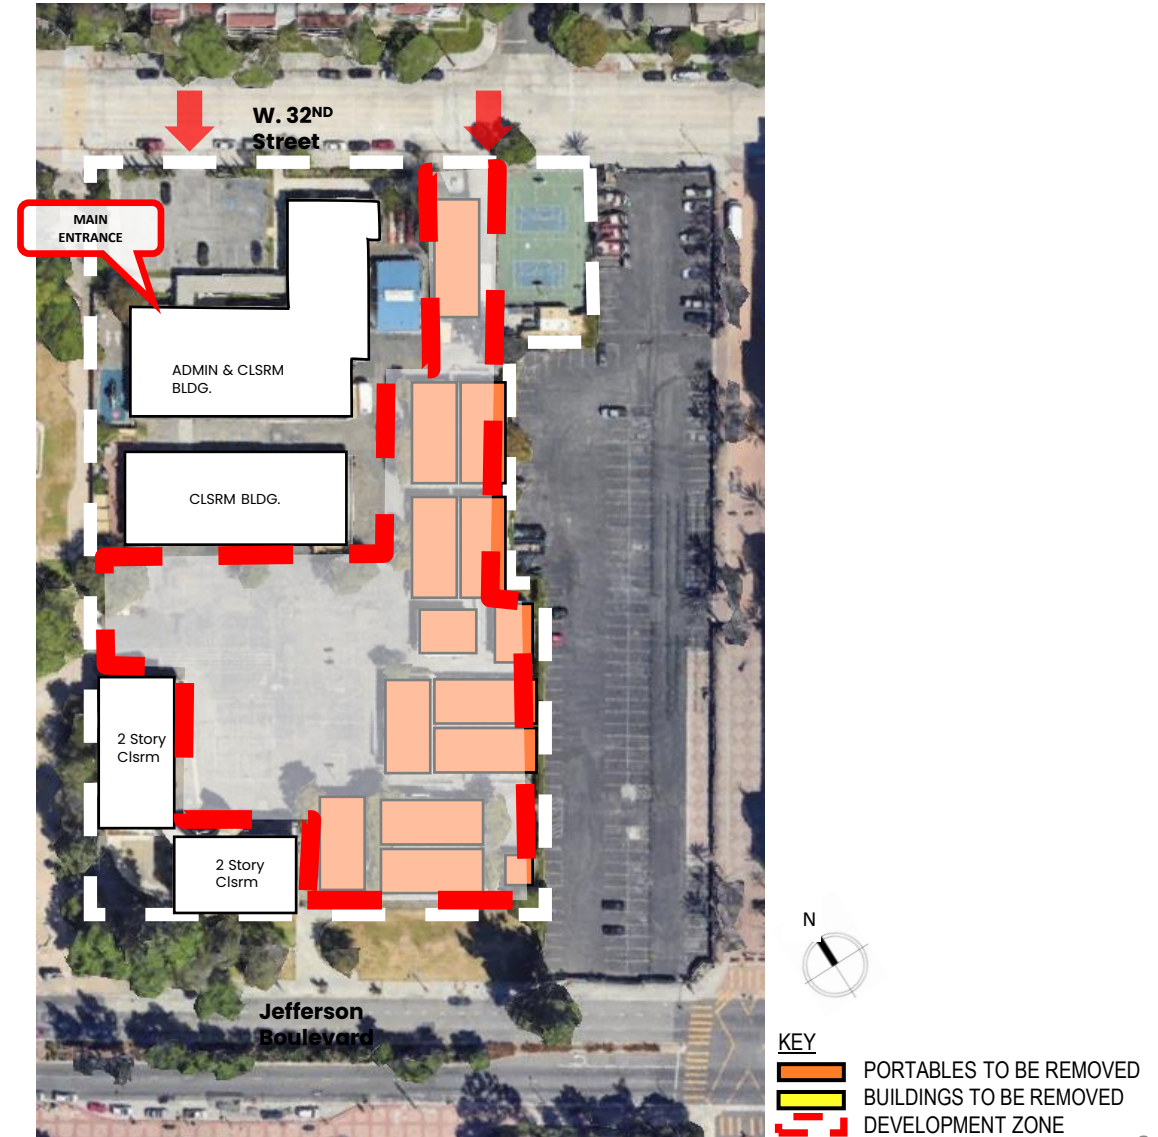 W. 32ND
Street
MAIN
ENTRANCE
ADMIN & CLSRM
BLDG.
CLSRM BLDG.
2 Story
Clsrm
2 Story
Clsrm
N
Jefferson
Boulevard
KEY
PORTABLES TO BE REMOVED
BUILDINGS TO BE REMOVED
DEVELOPMENT ZONE